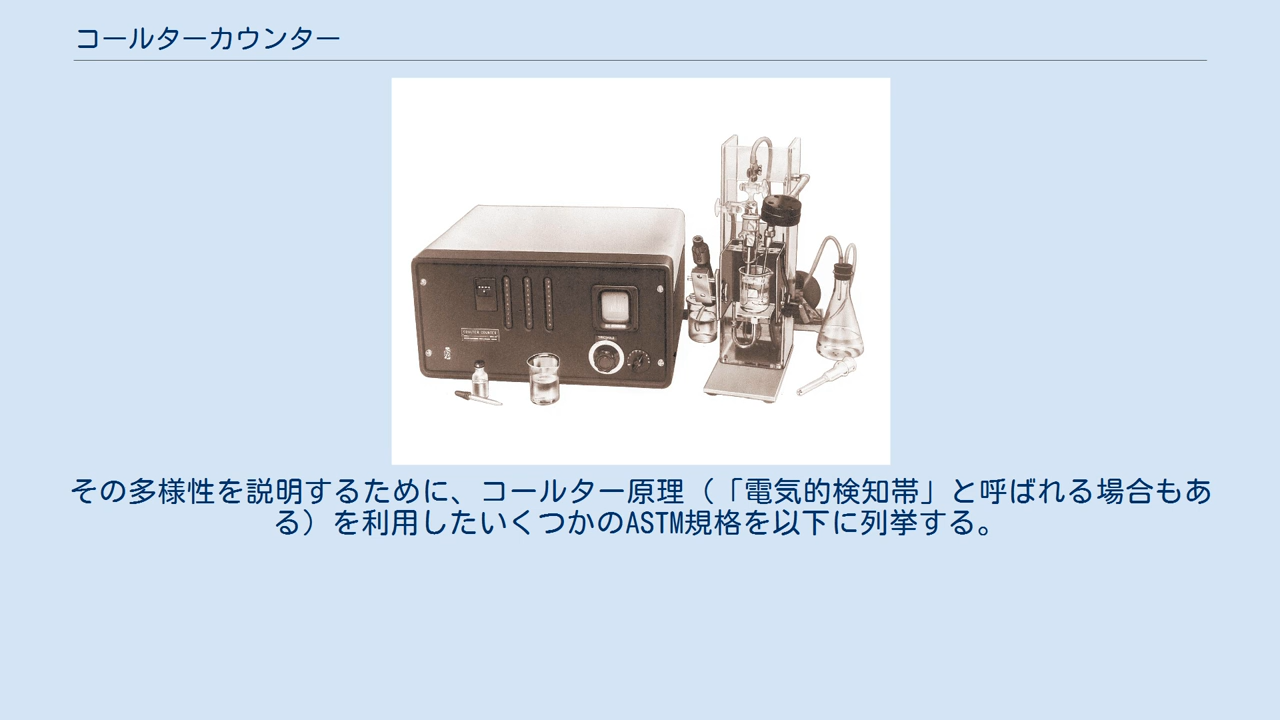 コールターカウンター
その多様性を説明するために、コールター原理（「電気的検知帯」と呼ばれる場合もあ
る）を利用したいくつかのASTM規格を以下に列挙する。